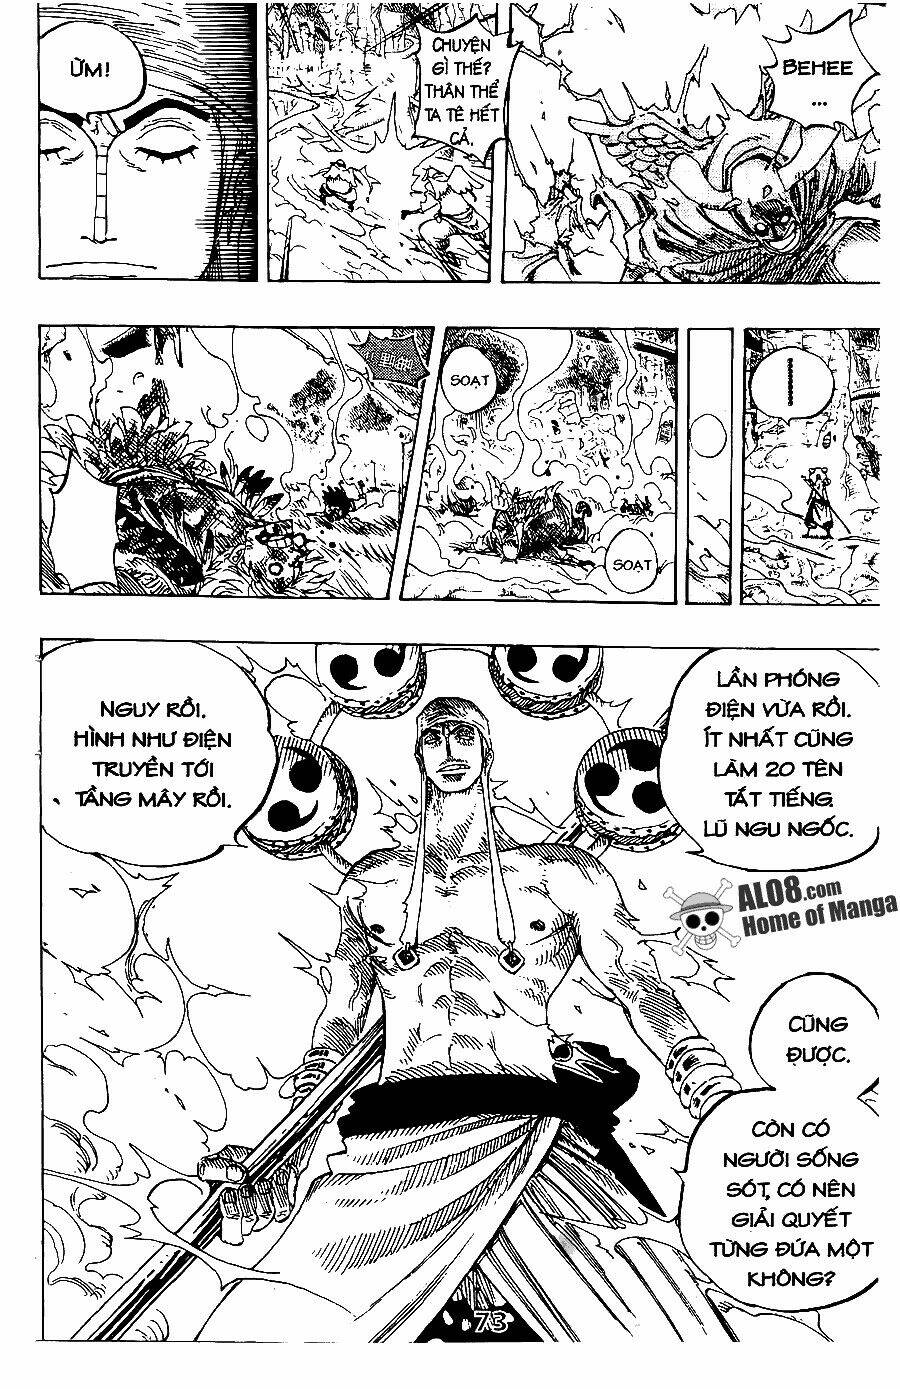 BEHEE
...
CHUYỆN
GÌ THẾ?
THÂN THỂ
TA TÊ HẾT
CẢ.
ỪM!
SOẠT
SOẠT
LẦN PHÓNG
ĐIỆN VỪA RỒI.
ÍT NHẤT CŨNG
LÀM 20 TÊN
TẮT TIẾNG.
LŨ NGU NGỐC.
NGUY RỒI.
HÌNH NHƯ ĐIỆN
TRUYỀN TỚI
TẦNG MÂY RỒI.
AL08.com
Home of Manga
CŨNG
ĐƯỢC.
CÒN CÓ
NGƯỜI SỐNG
SÓT, CÓ NÊN
GIẢI QUYẾT
TỪNG ĐỨA MỘT
KHÔNG?
73